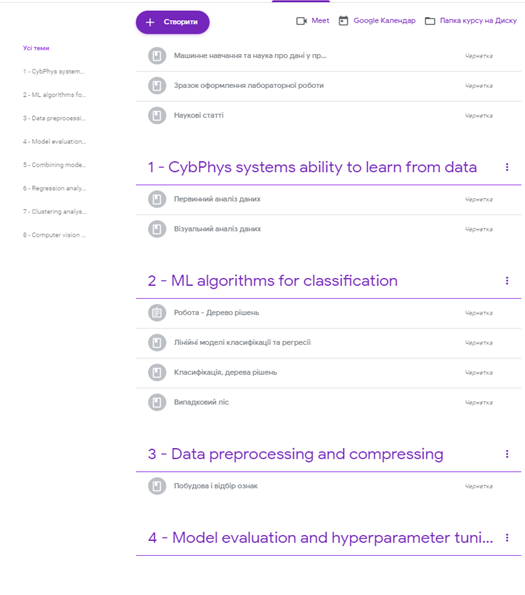 Створити
Meet
Google Календар
Папка курсу на Диску
Усі теми
1 - CybPhys system...
2 - ML algorithms fo...
3 - Data preprocessi...
4 - Model evaluation...
5 - Combining mode...
6 - Regression analy...
7 - Clustering analys...
8 - Computer vision ...
Машинне навчання та наука про дані у пр... Чернетка
Зразок оформлення лабораторної роботи Чернетка
Наукові статті Чернетка
1 - CybPhys systems ability to learn from data
Первинний аналіз даних Чернетка
Візуальний аналіз даних Чернетка
2 - ML algorithms for classification
Робота - Дерево рішень Чернетка
Лінійні моделі класифікації та регресії Чернетка
Класифікація, дерева рішень Чернетка
Випадковий ліс Чернетка
3 - Data preprocessing and compressing
Побудова і відбір ознак Чернетка
4 - Model evaluation and hyperparameter tuni...